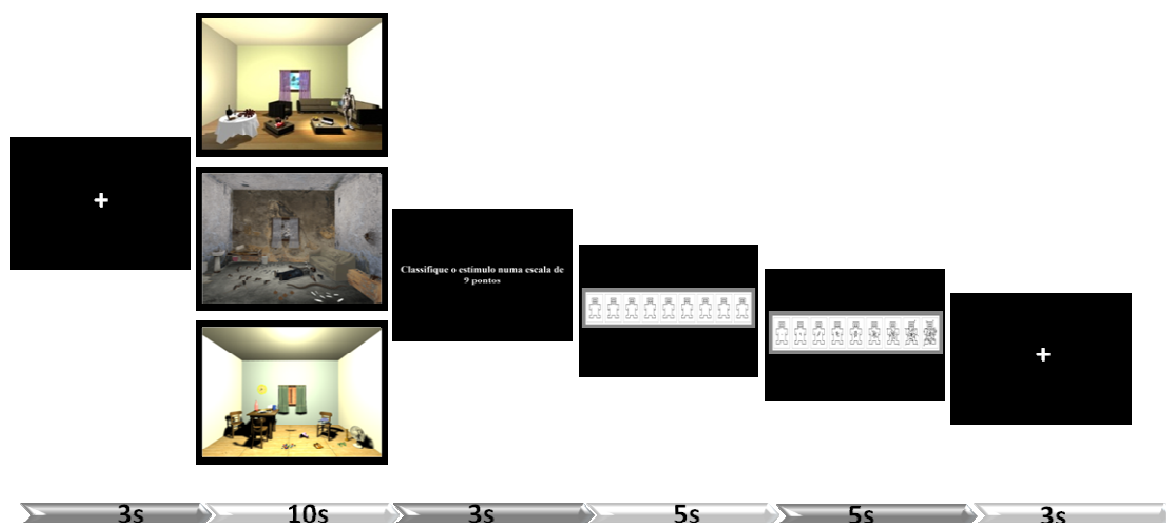 +
Classifique o estímulo numa escala de
9 pontos
+
3s
10s
3s
5s
5s
3s